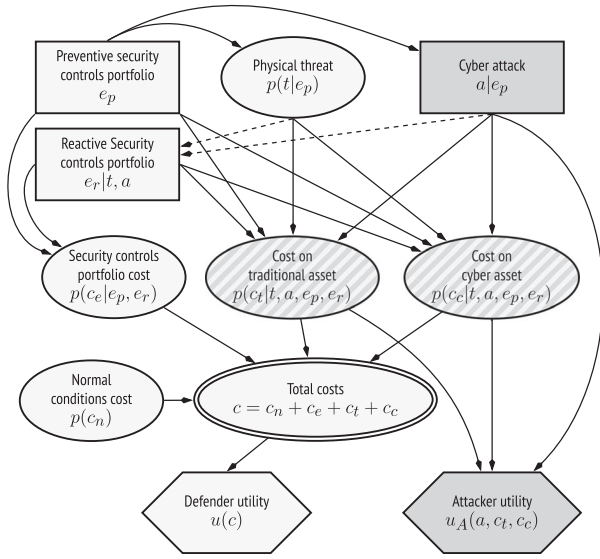 Preventive security
controls portfolio
e_p
Physical threat
p(t|e_p)
Cyber attack
a|e_p
Reactive Security
controls portfolio
e_r|t, a
Security controls
portfolio cost
p(c_e|e_p, e_r)
Cost on
traditional asset
p(c_t|t, a, e_p, e_r)
Cost on
cyber asset
p(c_c|t, a, e_p, e_r)
Normal
conditions cost
p(c_n)
Total costs
c = c_n + c_e + c_t + c_c
Defender utility
u(c)
Attacker utility
u_A(a, c_t, c_c)